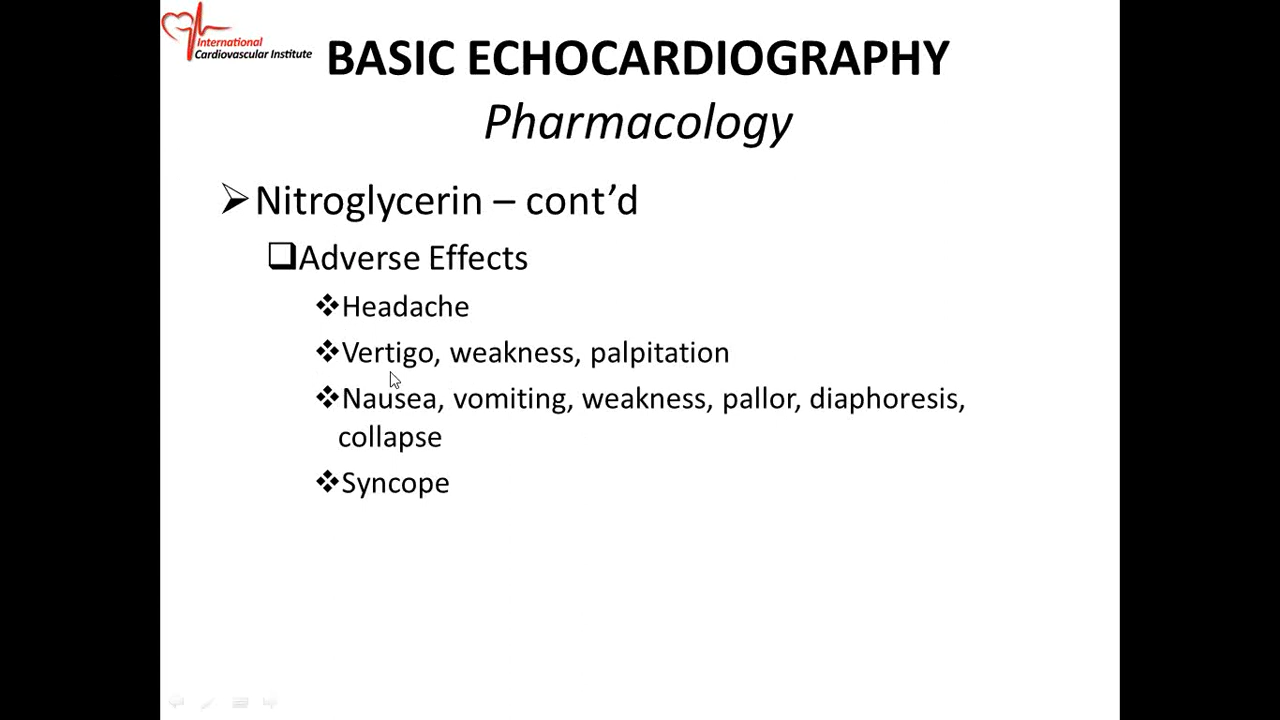 International
Cardiovascular Institute
BASIC ECHOCARDIOGRAPHY
Pharmacology
Nitroglycerin – cont’d
Adverse Effects
Headache
Vertigo, weakness, palpitation
Nausea, vomiting, weakness, pallor, diaphoresis,
collapse
Syncope